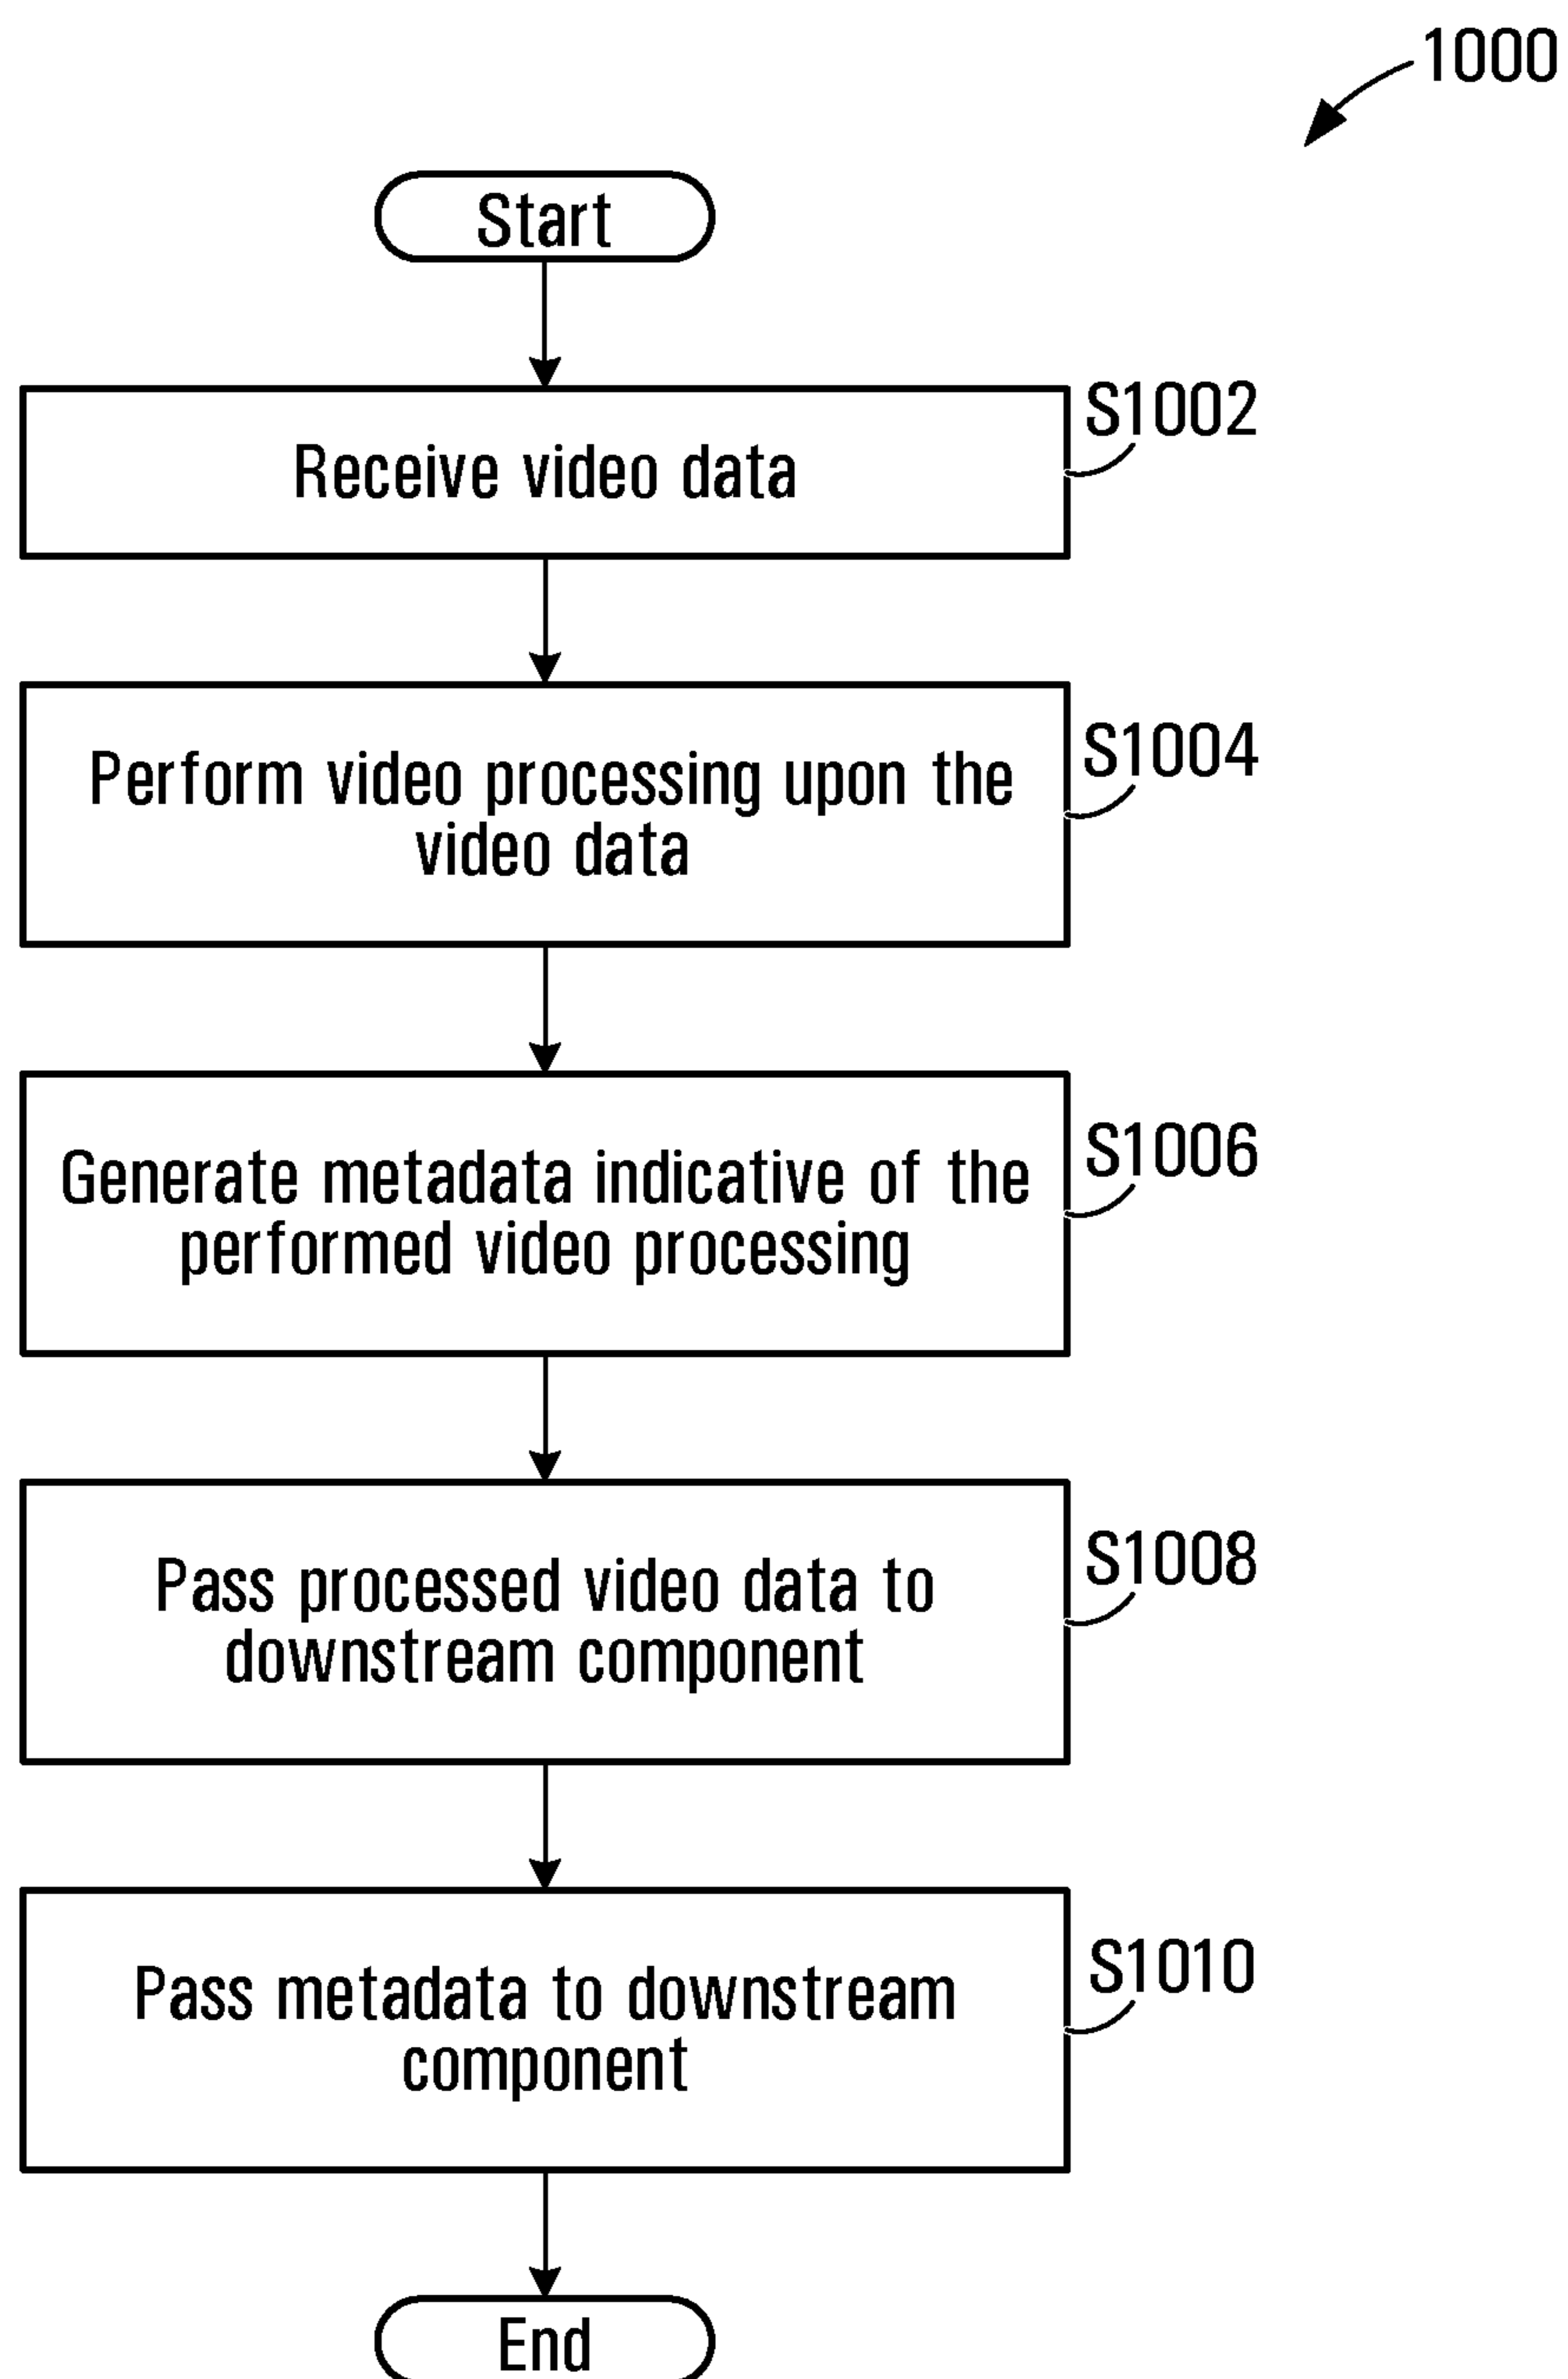 1000
Start
Receive video data
S1002
Perform video processing upon the
video data
S1004
Generate metadata indicative of the
performed video processing
S1006
Pass processed video data to
downstream component
S1008
Pass metadata to downstream
component
S1010
End